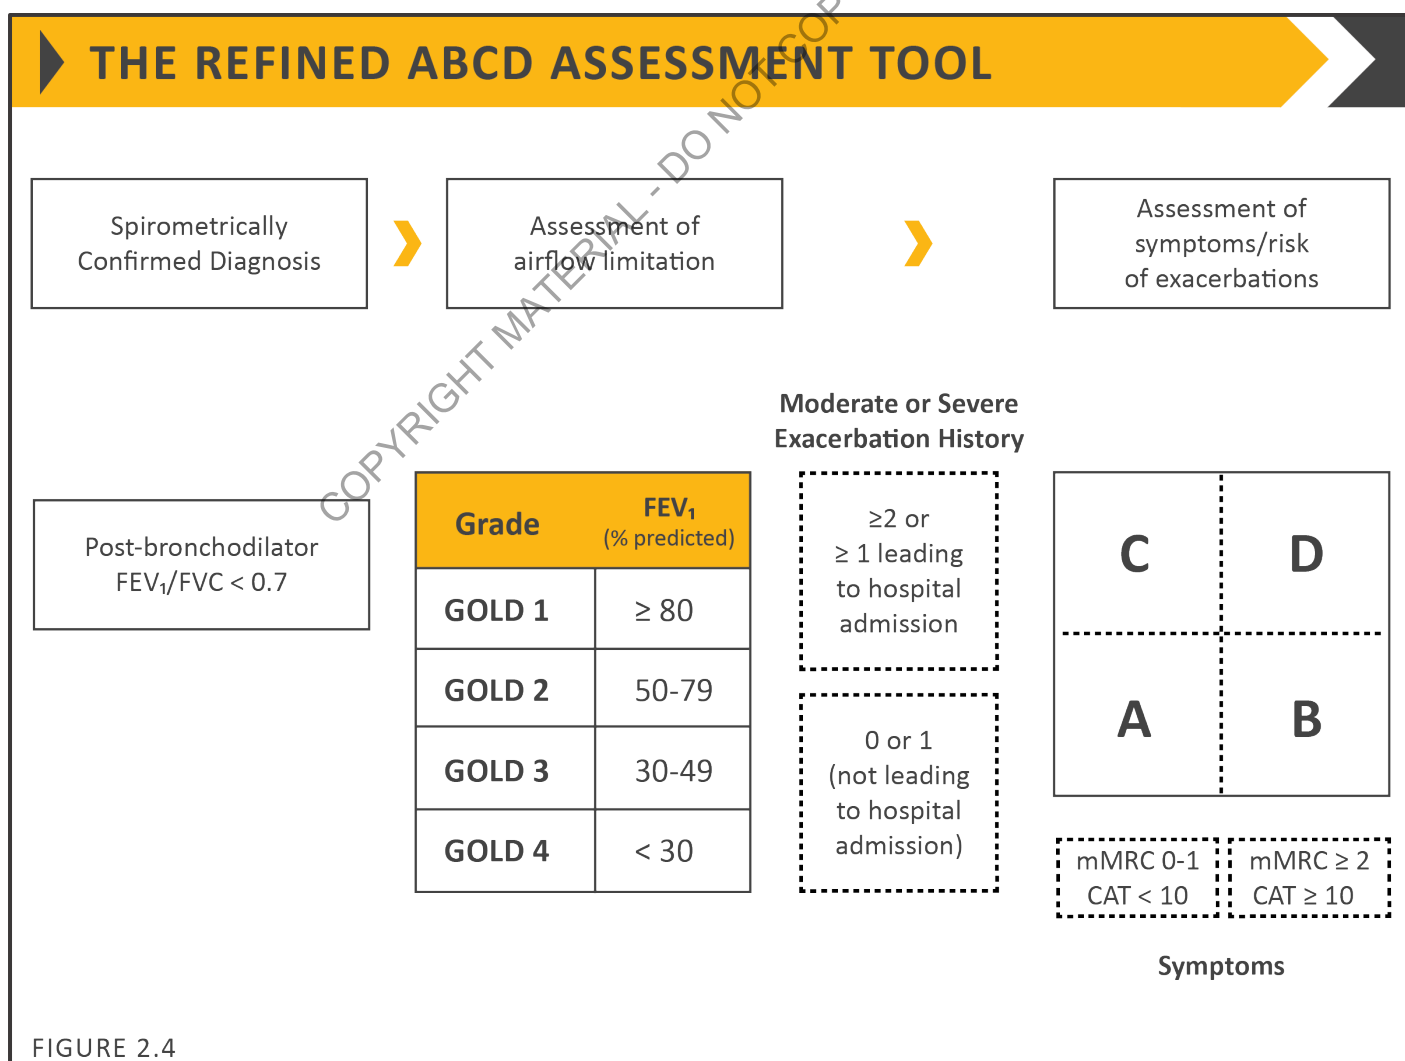 THE REFINED ABCD ASSESSMENT TOOL
COPYRIGHT MATERIAL - DO NOT COP
Spirometrically
Confirmed Diagnosis
Assessment of
airflow limitation
Assessment of
symptoms/risk
of exacerbations
Post-bronchodilator
FEV₁/FVC < 0.7
Grade FEV₁
(% predicted)
GOLD 1 ≥ 80
GOLD 2 50-79
GOLD 3 30-49
GOLD 4 < 30
Moderate or Severe
Exacerbation History
≥2 or
≥ 1 leading
to hospital
admission
0 or 1
(not leading
to hospital
admission)
C D
A B
mMRC 0-1
CAT < 10
mMRC ≥ 2
CAT ≥ 10
Symptoms
FIGURE 2.4